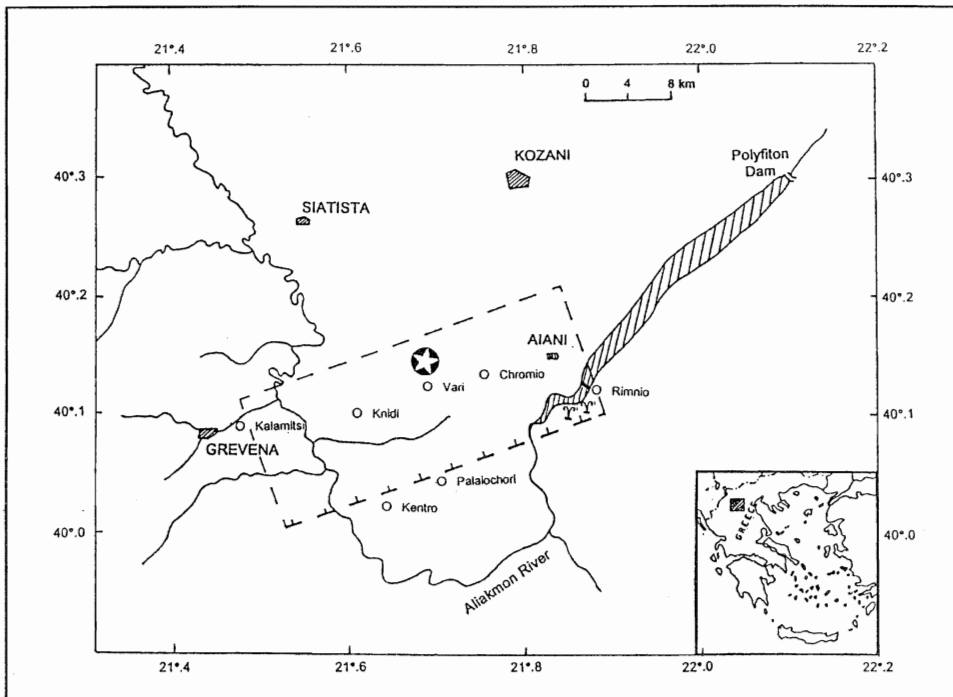 21°.4 21°.6 21°.8 22°.0 22°.2
0 4 8 km
KOZANI
Polyfiton
Dam
40°.3 40°.3
SIATISTA
40°.2 40°.2
AIANI
Chromio
Vari
Rimnio
Knidi
40°.1 40°.1
Kalamitsi
GREVENA
Palaiochori
Kentro
40°.0 40°.0
GREECE
Aliakmon River
21°.4 21°.6 21°.8 22°.0 22°.2